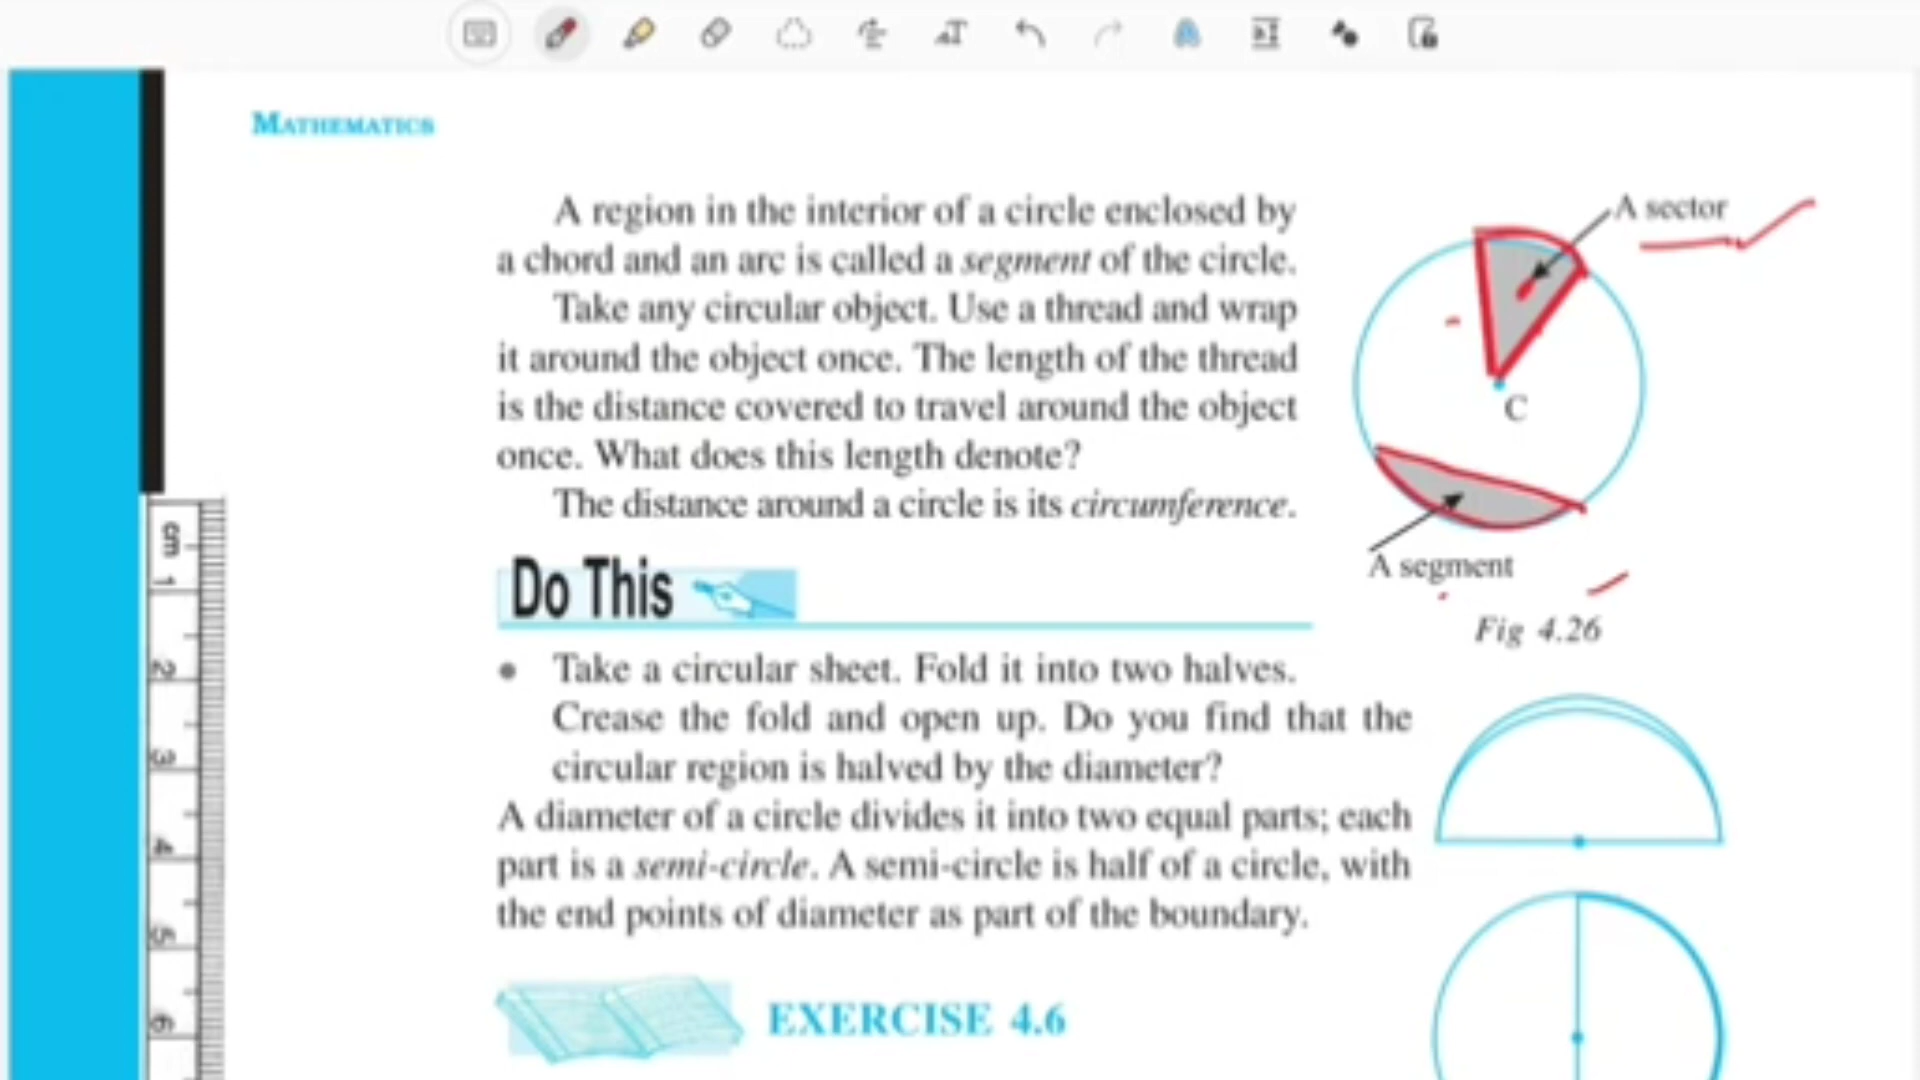 MATHEMATICS
A region in the interior of a circle enclosed by
a chord and an arc is called a segment of the circle.
Take any circular object. Use a thread and wrap
it around the object once. The length of the thread
is the distance covered to travel around the object
once. What does this length denote?
The distance around a circle is its circumference.
A sector
C
A segment
Fig 4.26
Do This
• Take a circular sheet. Fold it into two halves.
Crease the fold and open up. Do you find that the
circular region is halved by the diameter?
A diameter of a circle divides it into two equal parts; each
part is a semi-circle. A semi-circle is half of a circle, with
the end points of diameter as part of the boundary.
EXERCISE 4.6
cm
1
2
3
4
5
6